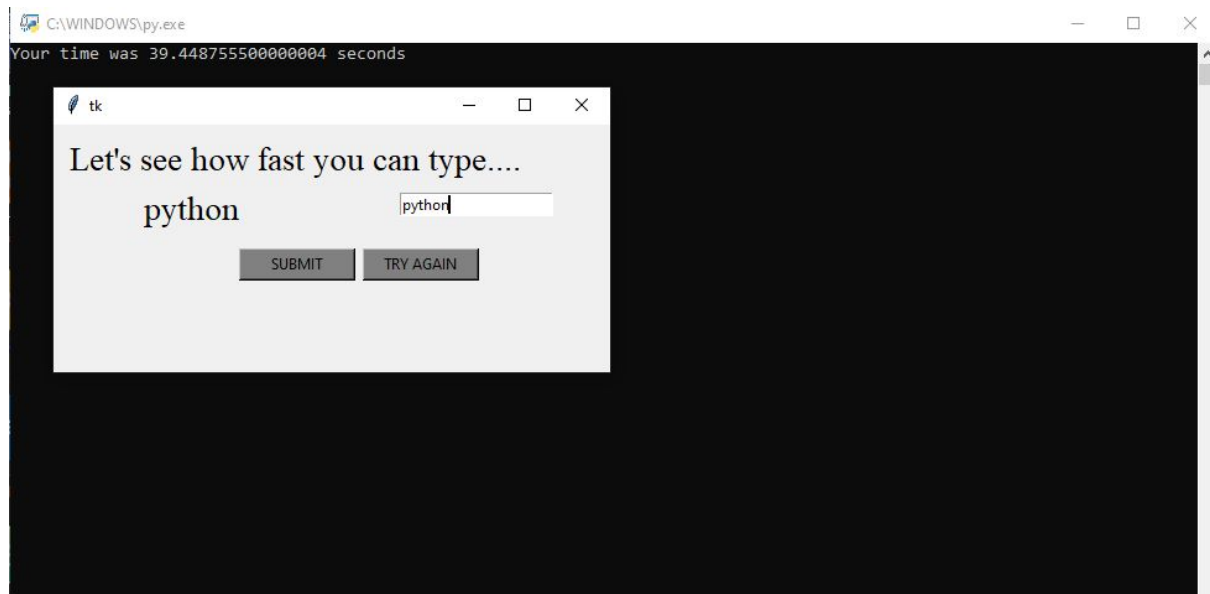 C:\WINDOWS\py.exe
Your time was 39.448755500000004 seconds
tk
Let's see how fast you can type....
python python
SUBMIT TRY AGAIN